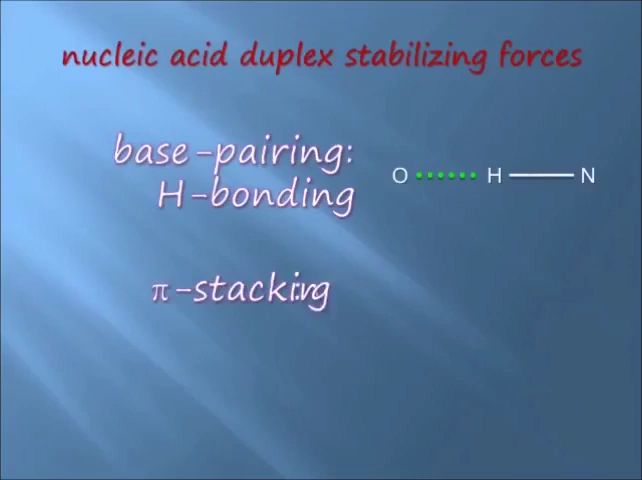 nucleic acid duplex stabilizing forces
base-pairing:
H-bonding
O ······ H — N
π-stacking